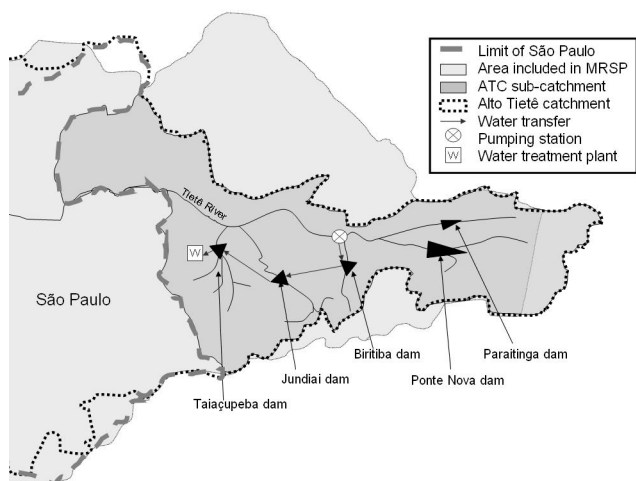 Limit of São Paulo
Area included in MRSP
ATC sub-catchment
Alto Tietê catchment
Water transfer
Pumping station
W
Water treatment plant
Tietê River
W
São Paulo
Biritiba dam
Paraitinga dam
Jundiai dam
Ponte Nova dam
Taiaçupeba dam